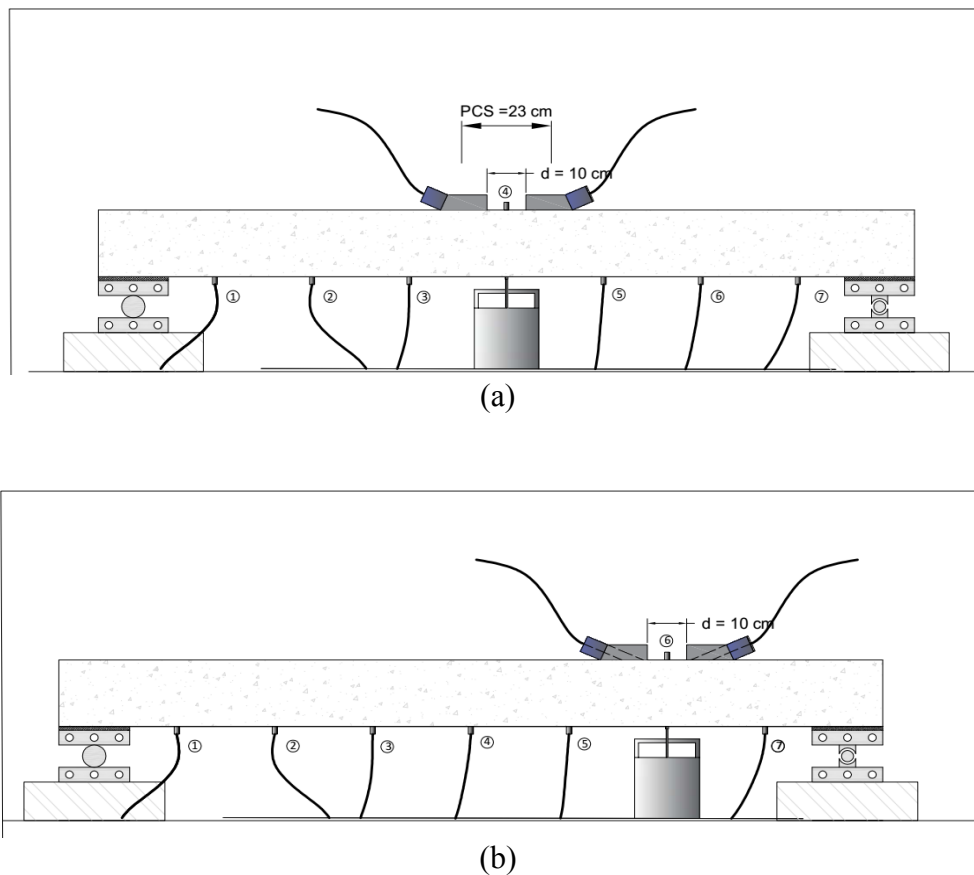 PCS =23 cm
d = 10 cm
④
① ② ③ ⑤ ⑥ ⑦
(a)
d = 10 cm
⑥
① ② ③ ④ ⑤ ⑦
(b)